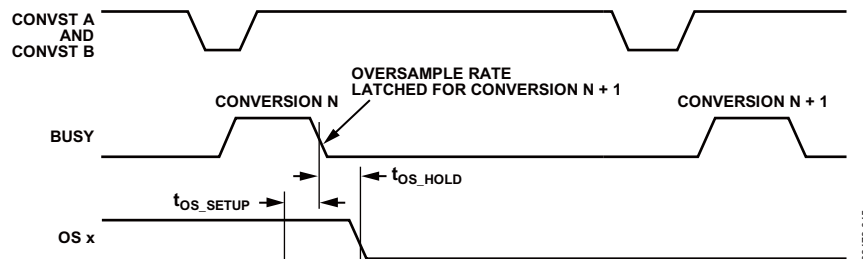 CONVST A
AND
CONVST B
OVERSAMPLE RATE
LATCHED FOR CONVERSION N + 1
CONVERSION N
CONVERSION N + 1
BUSY
tOS_HOLD
tOS_SETUP
OS x